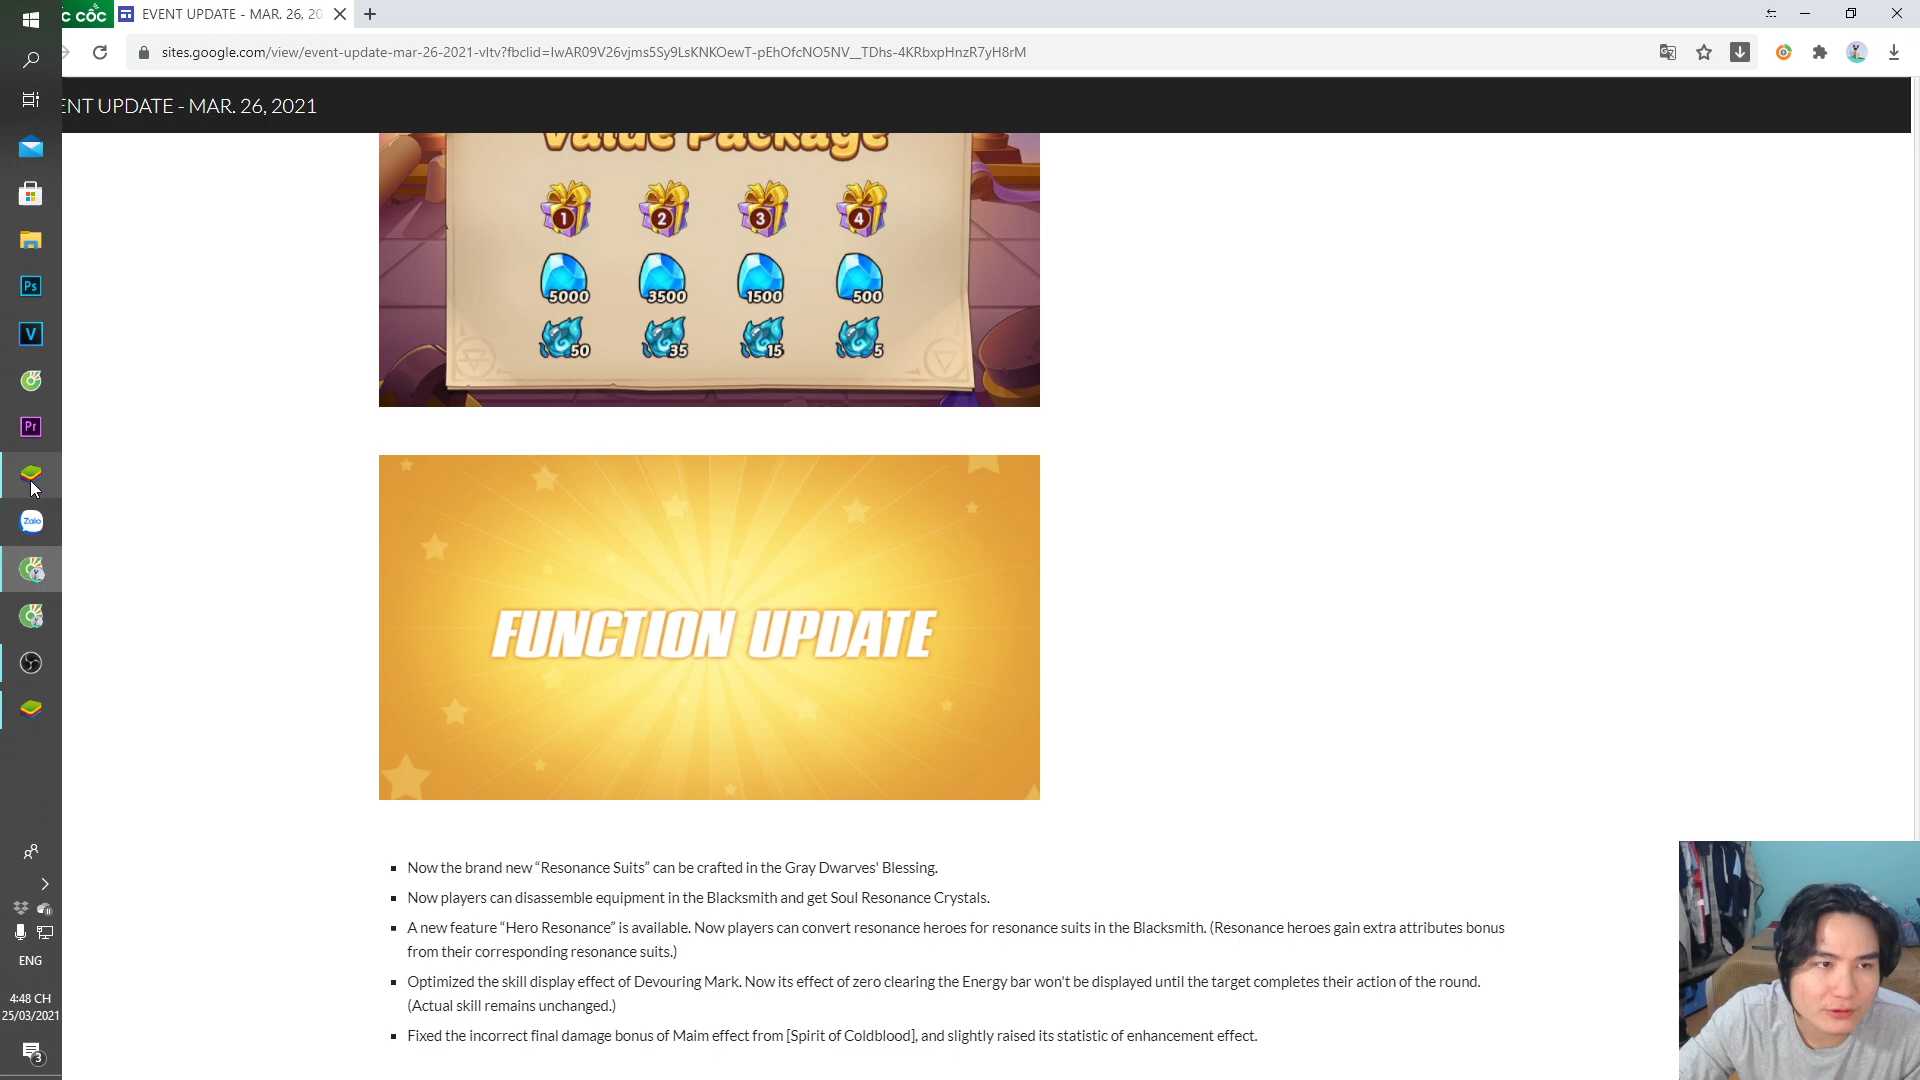 c cốc
EVENT UPDATE - MAR. 26, 20
sites.google.com/view/event-update-mar-26-2021-vltv?fbclid=IwAR09V26vjms5Sy9LsKNKOewT-pEhOfcNO5NV__TDhs-4KRbxpHnzR7yH8rM
ENT UPDATE - MAR. 26, 2021
Value Package
1 2 3 4
5000 3500 1500 500
50 35 15 5
Ps
V
Pr
Zalo
FUNCTION UPDATE
Now the brand new “Resonance Suits” can be crafted in the Gray Dwarves' Blessing.
Now players can disassemble equipment in the Blacksmith and get Soul Resonance Crystals.
A new feature “Hero Resonance” is available. Now players can convert resonance heroes for resonance suits in the Blacksmith. (Resonance heroes gain extra attributes bonus
from their corresponding resonance suits.)
Optimized the skill display effect of Devouring Mark. Now its effect of zero clearing the Energy bar won't be displayed until the target completes their action of the round.
(Actual skill remains unchanged.)
Fixed the incorrect final damage bonus of Maim effect from [Spirit of Coldblood], and slightly raised its statistic of enhancement effect.
ENG
4:48 CH
25/03/2021
3